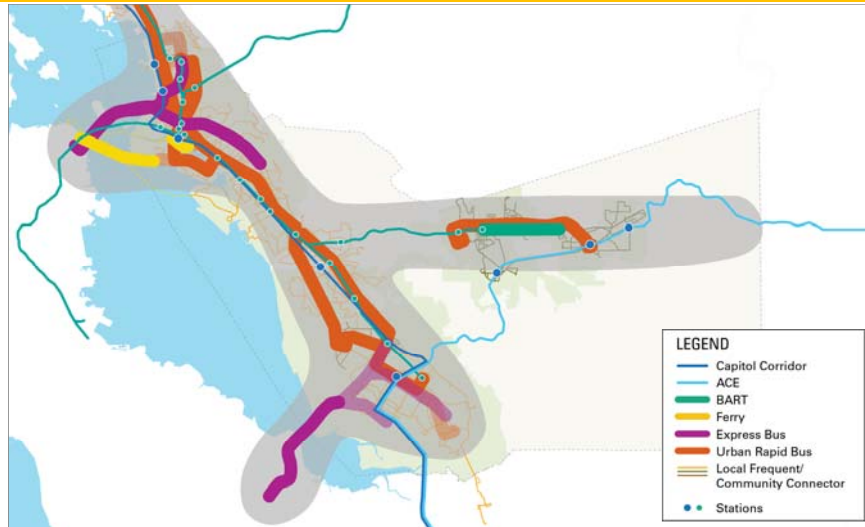 LEGEND
Capitol Corridor
ACE
BART
Ferry
Express Bus
Urban Rapid Bus
Local Frequent/
Community Connector
Stations